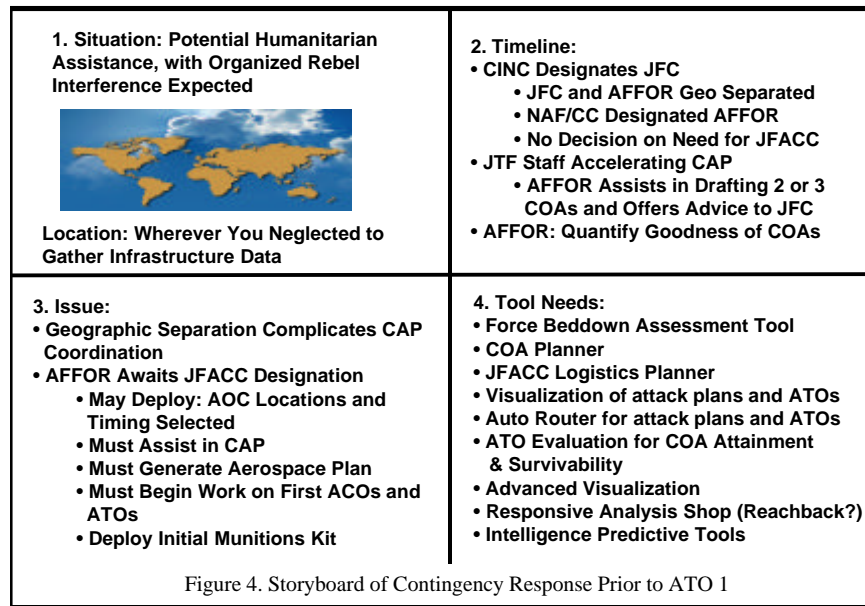 1. Situation: Potential Humanitarian
Assistance, with Organized Rebel
Interference Expected
Location: Wherever You Neglected to
Gather Infrastructure Data
2. Timeline:
• CINC Designates JFC
• JFC and AFFOR Geo Separated
• NAF/CC Designated AFFOR
• No Decision on Need for JFACC
• JTF Staff Accelerating CAP
• AFFOR Assists in Drafting 2 or 3
COAs and Offers Advice to JFC
• AFFOR: Quantify Goodness of COAs
3. Issue:
• Geographic Separation Complicates CAP
Coordination
• AFFOR Awaits JFACC Designation
• May Deploy: AOC Locations and
Timing Selected
• Must Assist in CAP
• Must Generate Aerospace Plan
• Must Begin Work on First ACOs and
ATOs
• Deploy Initial Munitions Kit
4. Tool Needs:
• Force Beddown Assessment Tool
• COA Planner
• JFACC Logistics Planner
• Visualization of attack plans and ATOs
• Auto Router for attack plans and ATOs
• ATO Evaluation for COA Attainment
& Survivability
• Advanced Visualization
• Responsive Analysis Shop (Reachback?)
• Intelligence Predictive Tools
Figure 4. Storyboard of Contingency Response Prior to ATO 1